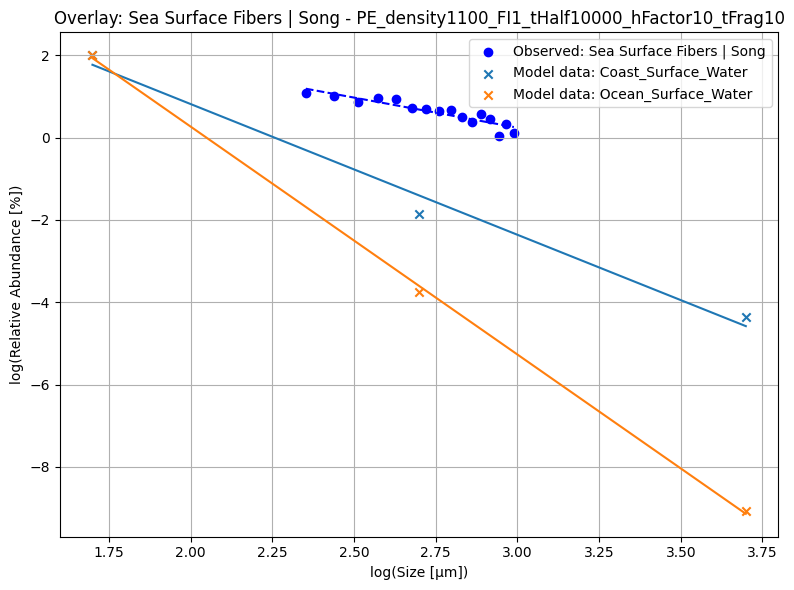 Overlay: Sea Surface Fibers | Song - PE_density1100_FI1_tHalf10000_hFactor10_tFrag10
Observed: Sea Surface Fibers | Song
Model data: Coast_Surface_Water
Model data: Ocean_Surface_Water
2
0
−2
−4
−6
−8
log(Relative Abundance [%])
1.75 2.00 2.25 2.50 2.75 3.00 3.25 3.50 3.75
log(Size [μm])